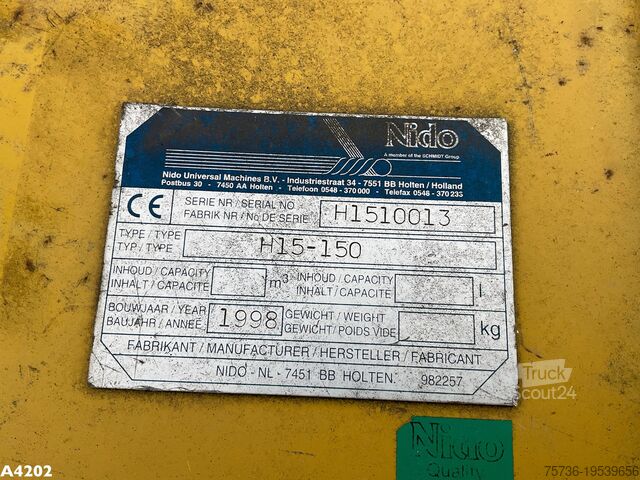 Nido
A member of the SCHMIDT Group
Nido Universal Machines B.V. - Industriestraat 34 - 7551 BB Holten / Holland
Postbus 30 - 7450 AA Holten - Telefoon 0548 - 370 000 - Telefax 0548 - 370 233
CE
SERIE NR / SERIAL NO -
FABRIK NR / No DE SERIE
H1510013
TYPE / TYPE
TYP / TYPE
H15-150
INHOUD / CAPACITY
INHALT / CAPACITE
m3
INHOUD / CAPACITY
INHALT / CAPACITE
l
BOUWJAAR / YEAR
BAUJAHR / ANNEE
1998
GEWICHT / WEIGHT
GEWICHT / POIDS VIDE
kg
FABRIKANT / MANUFACTURER / HERSTELLER / FABRICANT
NIDO - NL - 7451 BB HOLTEN.
982257
Truck
Scout24
Nido
Quality
A4202
75736-19539656